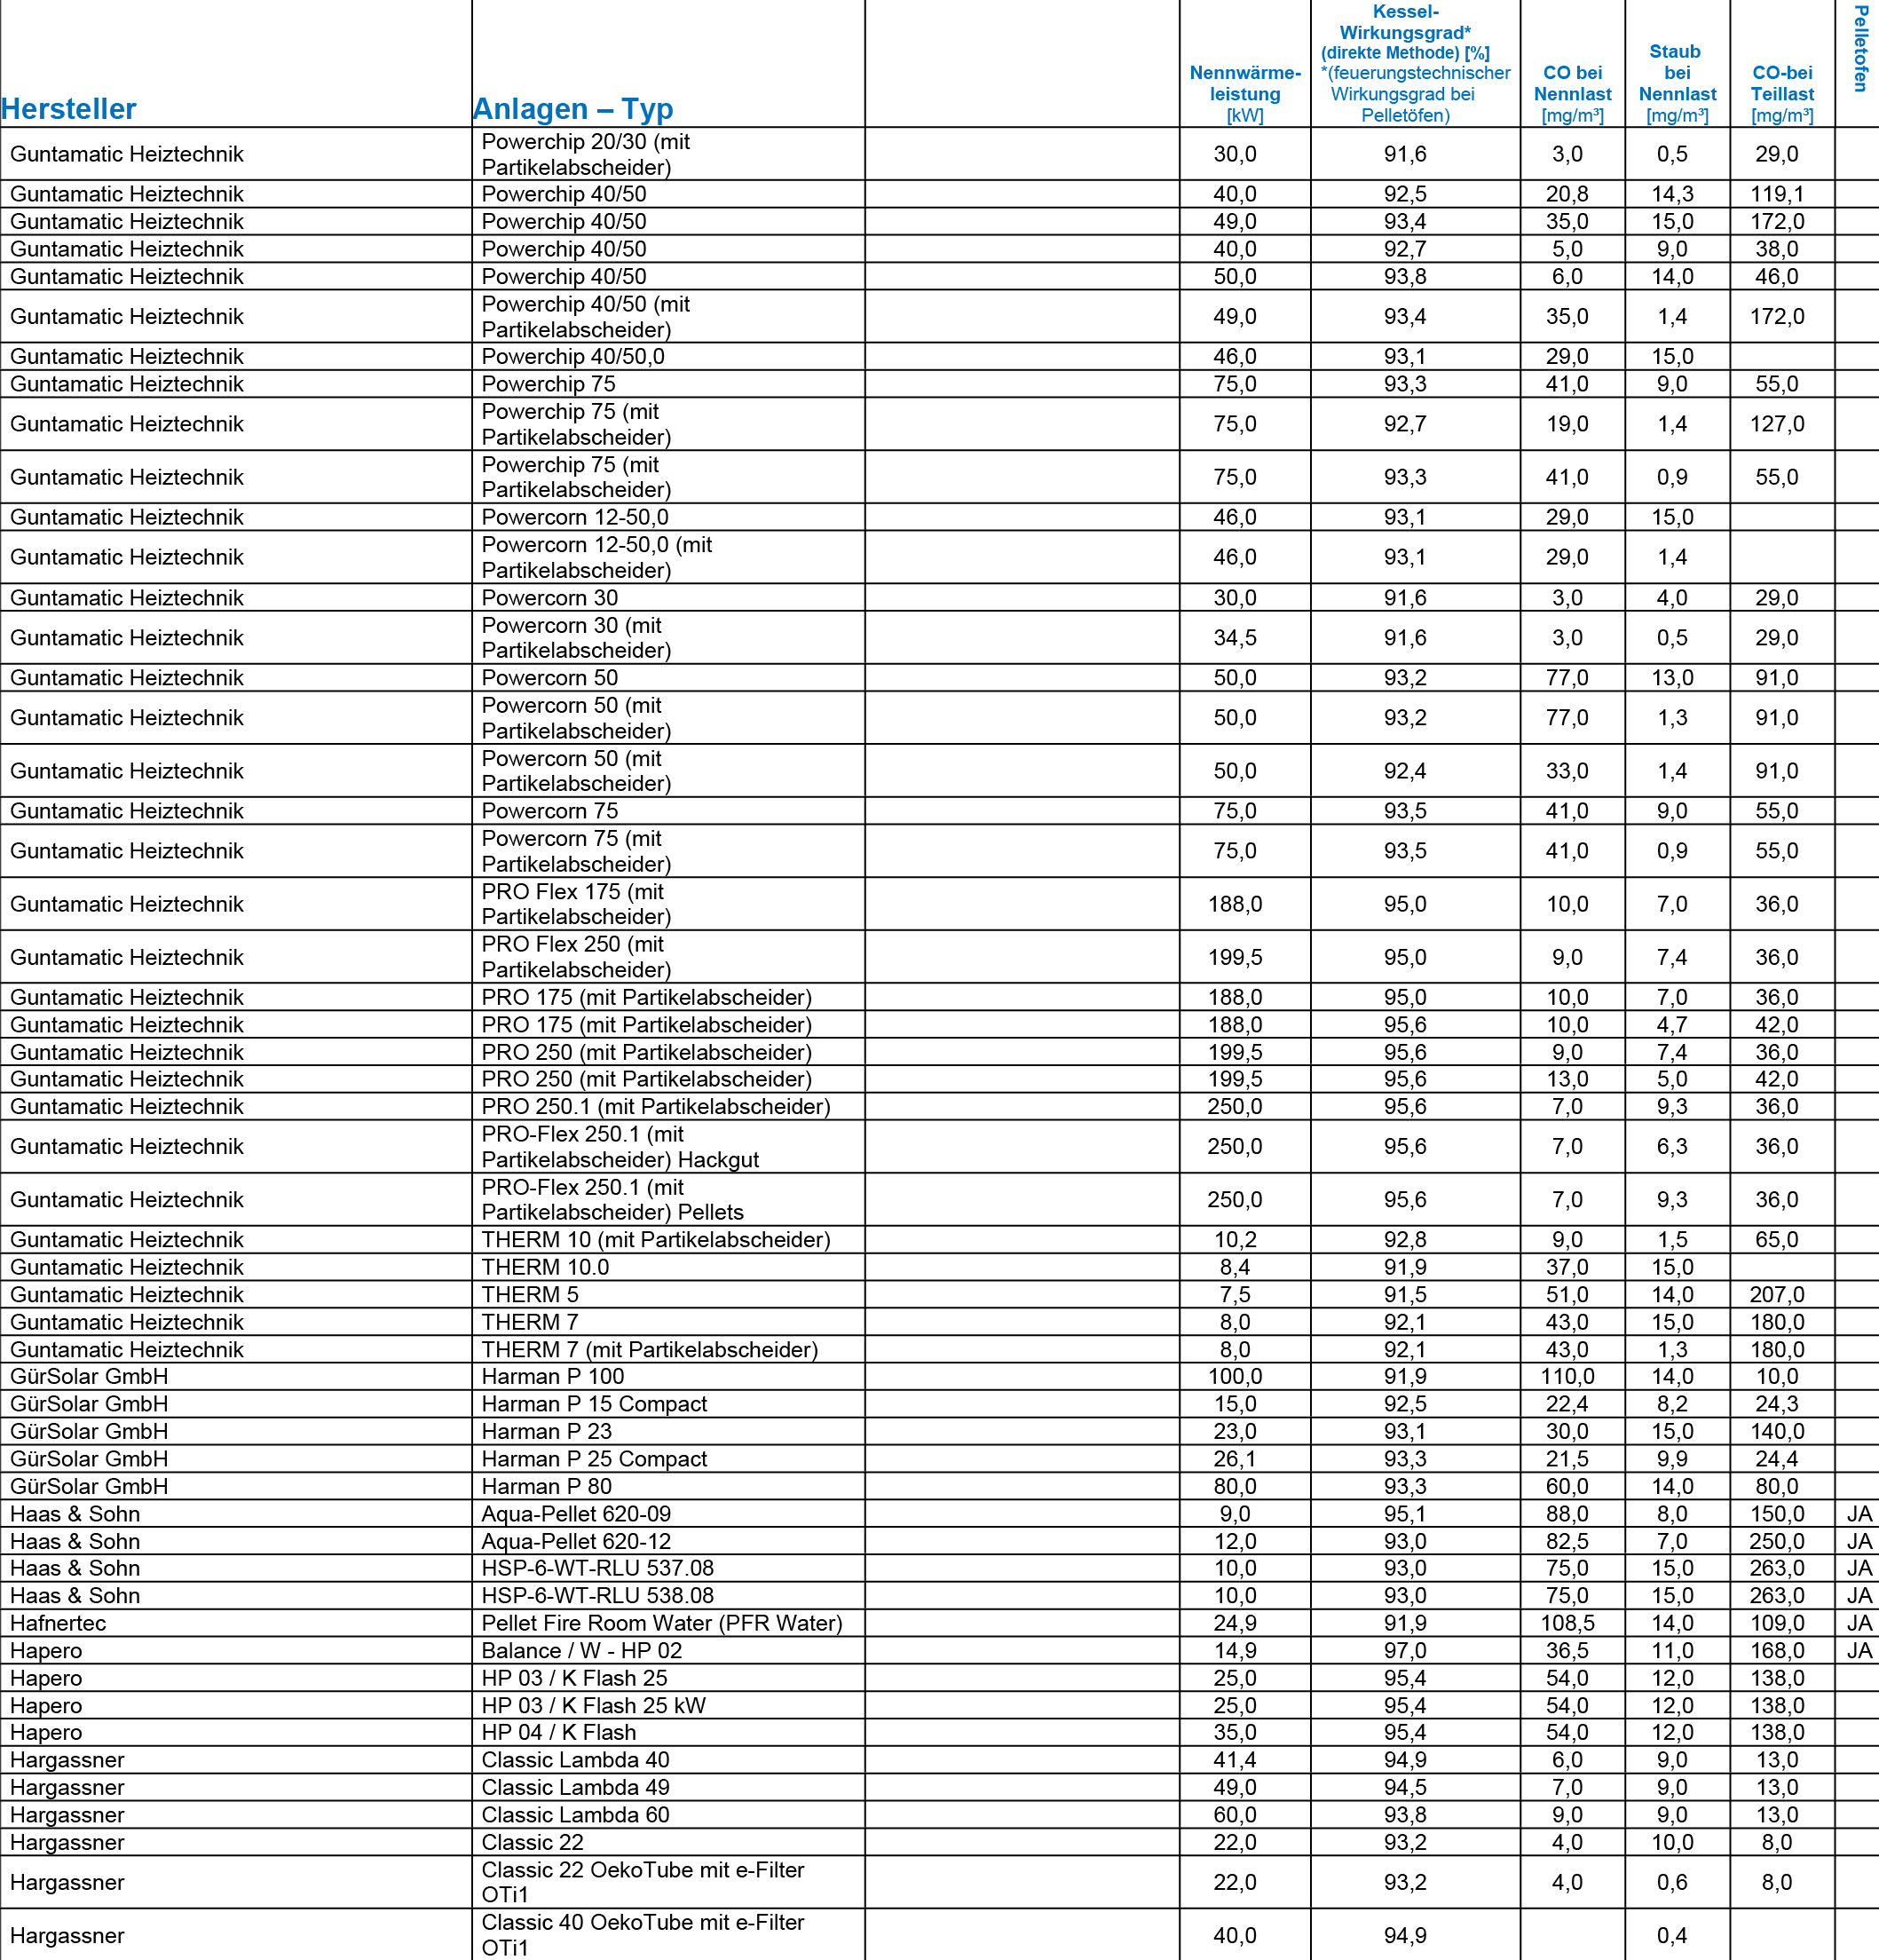 Hersteller Anlagen – Typ Nennwärme-leistung [kW] Kessel-Wirkungsgrad* (direkte Methode) [%] *(feuerungstechnischer Wirkungsgrad bei Pelletöfen) CO bei Nennlast [mg/m³] Staub bei Nennlast [mg/m³] CO-bei Teillast [mg/m³] Pelletofen
Guntamatic Heiztechnik Powerchip 20/30 (mit Partikelabscheider) 30,0 91,6 3,0 0,5 29,0
Guntamatic Heiztechnik Powerchip 40/50 40,0 92,5 20,8 14,3 119,1
Guntamatic Heiztechnik Powerchip 40/50 49,0 93,4 35,0 15,0 172,0
Guntamatic Heiztechnik Powerchip 40/50 40,0 92,7 5,0 9,0 38,0
Guntamatic Heiztechnik Powerchip 40/50 50,0 93,8 6,0 14,0 46,0
Guntamatic Heiztechnik Powerchip 40/50 (mit Partikelabscheider) 49,0 93,4 35,0 1,4 172,0
Guntamatic Heiztechnik Powerchip 40/50,0 46,0 93,1 29,0 15,0
Guntamatic Heiztechnik Powerchip 75 75,0 93,3 41,0 9,0 55,0
Guntamatic Heiztechnik Powerchip 75 (mit Partikelabscheider) 75,0 92,7 19,0 1,4 127,0
Guntamatic Heiztechnik Powerchip 75 (mit Partikelabscheider) 75,0 93,3 41,0 0,9 55,0
Guntamatic Heiztechnik Powercorn 12-50,0 46,0 93,1 29,0 15,0
Guntamatic Heiztechnik Powercorn 12-50,0 (mit Partikelabscheider) 46,0 93,1 29,0 1,4
Guntamatic Heiztechnik Powercorn 30 30,0 91,6 3,0 4,0 29,0
Guntamatic Heiztechnik Powercorn 30 (mit Partikelabscheider) 34,5 91,6 3,0 0,5 29,0
Guntamatic Heiztechnik Powercorn 50 50,0 93,2 77,0 13,0 91,0
Guntamatic Heiztechnik Powercorn 50 (mit Partikelabscheider) 50,0 93,2 77,0 1,3 91,0
Guntamatic Heiztechnik Powercorn 50 (mit Partikelabscheider) 50,0 92,4 33,0 1,4 91,0
Guntamatic Heiztechnik Powercorn 75 75,0 93,5 41,0 9,0 55,0
Guntamatic Heiztechnik Powercorn 75 (mit Partikelabscheider) 75,0 93,5 41,0 0,9 55,0
Guntamatic Heiztechnik PRO Flex 175 (mit Partikelabscheider) 188,0 95,0 10,0 7,0 36,0
Guntamatic Heiztechnik PRO Flex 250 (mit Partikelabscheider) 199,5 95,0 9,0 7,4 36,0
Guntamatic Heiztechnik PRO 175 (mit Partikelabscheider) 188,0 95,0 10,0 7,0 36,0
Guntamatic Heiztechnik PRO 175 (mit Partikelabscheider) 188,0 95,6 10,0 4,7 42,0
Guntamatic Heiztechnik PRO 250 (mit Partikelabscheider) 199,5 95,6 9,0 7,4 36,0
Guntamatic Heiztechnik PRO 250 (mit Partikelabscheider) 199,5 95,6 13,0 5,0 42,0
Guntamatic Heiztechnik PRO 250.1 (mit Partikelabscheider) 250,0 95,6 7,0 9,3 36,0
Guntamatic Heiztechnik PRO-Flex 250.1 (mit Partikelabscheider) Hackgut 250,0 95,6 7,0 6,3 36,0
Guntamatic Heiztechnik PRO-Flex 250.1 (mit Partikelabscheider) Pellets 250,0 95,6 7,0 9,3 36,0
Guntamatic Heiztechnik THERM 10 (mit Partikelabscheider) 10,2 92,8 9,0 1,5 65,0
Guntamatic Heiztechnik THERM 10.0 8,4 91,9 37,0 15,0
Guntamatic Heiztechnik THERM 5 7,5 91,5 51,0 14,0 207,0
Guntamatic Heiztechnik THERM 7 8,0 92,1 43,0 15,0 180,0
Guntamatic Heiztechnik THERM 7 (mit Partikelabscheider) 8,0 92,1 43,0 1,3 180,0
GürSolar GmbH Harman P 100 100,0 91,9 110,0 14,0 10,0
GürSolar GmbH Harman P 15 Compact 15,0 92,5 22,4 8,2 24,3
GürSolar GmbH Harman P 23 23,0 93,1 30,0 15,0 140,0
GürSolar GmbH Harman P 25 Compact 26,1 93,3 21,5 9,9 24,4
GürSolar GmbH Harman P 80 80,0 93,3 60,0 14,0 80,0
Haas & Sohn Aqua-Pellet 620-09 9,0 95,1 88,0 8,0 150,0 JA
Haas & Sohn Aqua-Pellet 620-12 12,0 93,0 82,5 7,0 250,0 JA
Haas & Sohn HSP-6-WT-RLU 537.08 10,0 93,0 75,0 15,0 263,0 JA
Haas & Sohn HSP-6-WT-RLU 538.08 10,0 93,0 75,0 15,0 263,0 JA
Hafnertec Pellet Fire Room Water (PFR Water) 24,9 91,9 108,5 14,0 109,0 JA
Hapero Balance / W - HP 02 14,9 97,0 36,5 11,0 168,0 JA
Hapero HP 03 / K Flash 25 25,0 95,4 54,0 12,0 138,0
Hapero HP 03 / K Flash 25 kW 25,0 95,4 54,0 12,0 138,0
Hapero HP 04 / K Flash 35,0 95,4 54,0 12,0 138,0
Hargassner Classic Lambda 40 41,4 94,9 6,0 9,0 13,0
Hargassner Classic Lambda 49 49,0 94,5 7,0 9,0 13,0
Hargassner Classic Lambda 60 60,0 93,8 9,0 9,0 13,0
Hargassner Classic 22 22,0 93,2 4,0 10,0 8,0
Hargassner Classic 22 OekoTube mit e-Filter OTi1 22,0 93,2 4,0 0,6 8,0
Hargassner Classic 40 OekoTube mit e-Filter OTi1 40,0 94,9 0,4